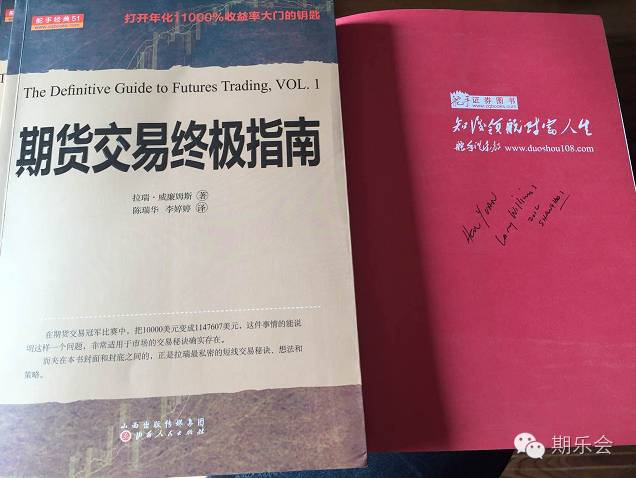 舵手经典51
www.zqbooks.com
打开年化11000%收益率大门的钥匙
The Definitive Guide to Futures Trading, VOL. 1
期货交易终极指南
拉瑞·威廉姆斯 著
陈瑞华 李婷婷 译
在期货交易冠军比赛中，把10000美元变成1147607美元，这件事情的能说
明这样一个问题，非常适用于市场的交易秘诀确实存在。
而夹在本书封面和封底之间的，正是拉瑞最私密的短线交易秘诀、想法和
策略。
山西出版传媒集团
山西人民出版社
舵手证券图书
www.zqbooks.com
知识领航财富人生
www.duoshou108.com
Larry Williams
2012
SHANGHAI
期乐会